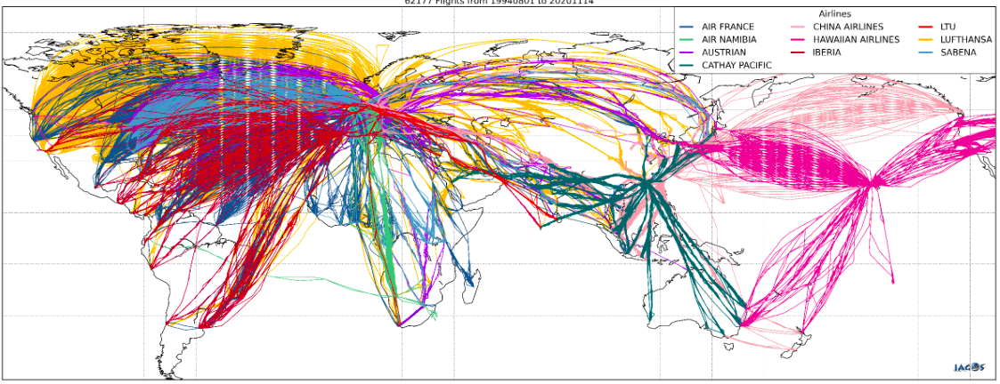 62177 Flights from 19940801 to 20201114
Airlines
AIR FRANCE
AIR NAMIBIA
AUSTRIAN
CATHAY PACIFIC
CHINA AIRLINES
HAWAIIAN AIRLINES
IBERIA
LTU
LUFTHANSA
SABENA
IAGOS